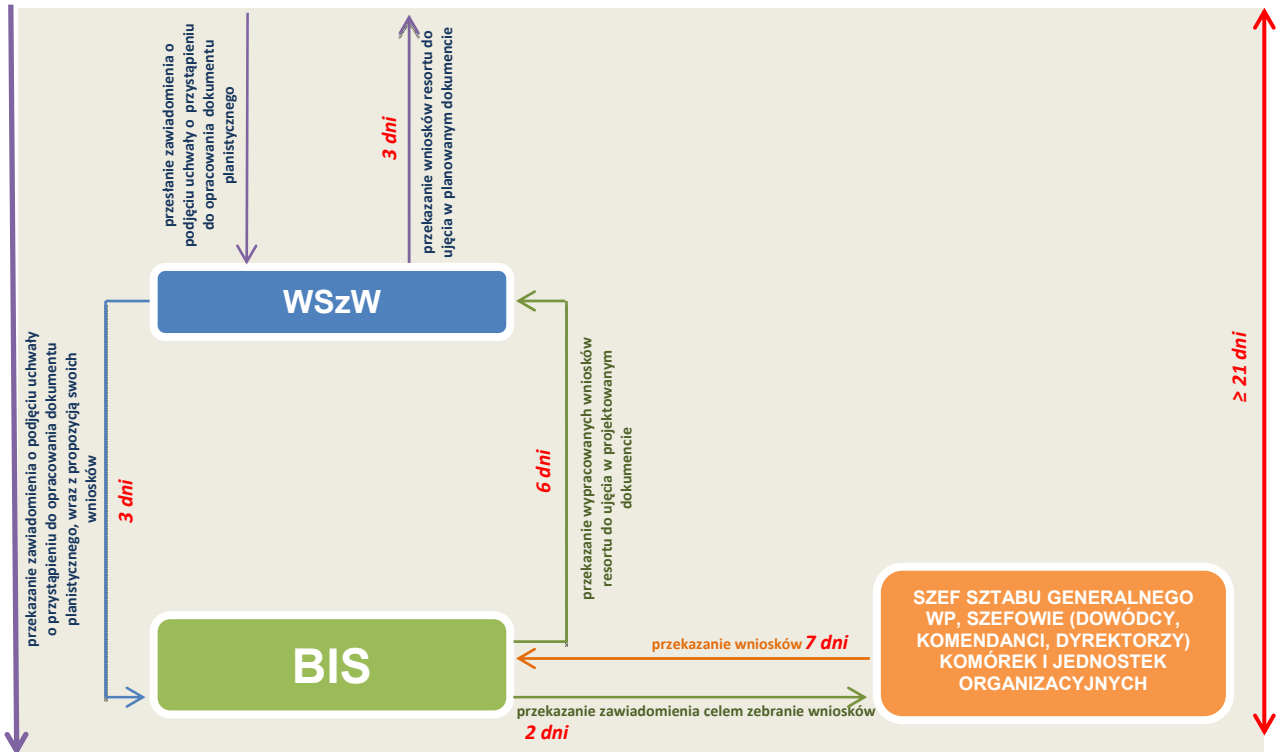 przesłanie zawiadomienia o
podjęciu uchwały o przystąpieniu
do opracowania dokumentu
planistycznego
3 dni
przekazanie wniosków resortu do
ujęcia w planowanym dokumencie
WSzW
przekazanie zawiadomienia o podjęciu uchwały
o przystąpieniu do opracowania dokumentu
planistycznego, wraz z propozycją swoich
wniosków
3 dni
6 dni
przekazanie wypracowanych wniosków
resortu do ujęcia w projektowanym
dokumencie
≥ 21 dni
BIS
przekazanie wniosków 7 dni
SZEF SZTABU GENERALNEGO
WP, SZEFOWIE (DOWÓDCY,
KOMENDANCI, DYREKTORZY)
KOMÓREK I JEDNOSTEK
ORGANIZACYJNYCH
przekazanie zawiadomienia celem zebranie wniosków
2 dni